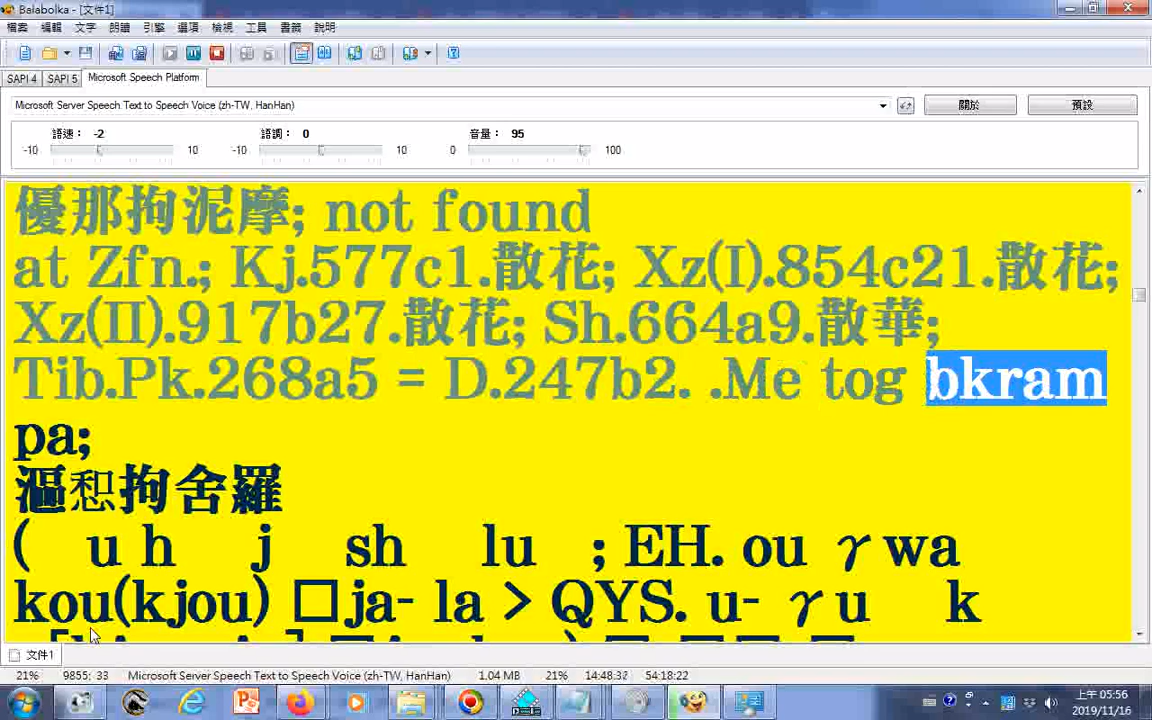 Balabolka - [文件1]
檔案 編輯 文字 朗讀 引擎 選項 檢視 工具 書籤 說明
SAPI 4 SAPI 5 Microsoft Speech Platform
Microsoft Server Speech Text to Speech Voice (zh-TW, HanHan) 關於 預設
語速： -2 語調： 0 音量： 95
-10 10 -10 10 0 100
優那拘泥摩; not found
at Zfn.; Kj.577c1.散花; Xz(I).854c21.散花;
Xz(II).917b27.散花; Sh.664a9.散華;
Tib.Pk.268a5 = D.247b2. .Me tog bkram
pa;
漚惒拘舍羅
( u h j sh lu ; EH. ou γwa
kou(kjou) □ja- la > QYS. u- γu k
文件1
21% 9855; 33 Microsoft Server Speech Text to Speech Voice (zh-TW, HanHan) 1.04 MB 21% 14:48:32 54:18:22
上午 05:56
2019/11/16